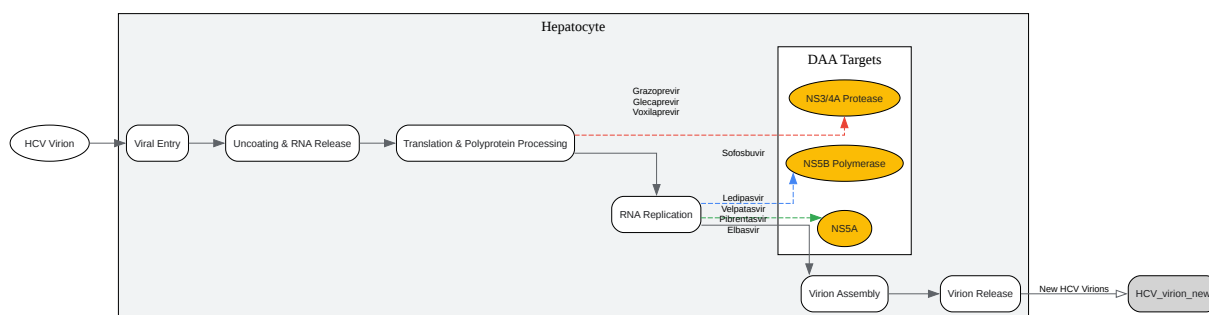 Hepatocyte
DAA Targets
Grazoprevir
Glecaprevir
Voxilaprevir
NS3/4A Protease
HCV Virion
Viral Entry
Uncoating & RNA Release
Translation & Polyprotein Processing
Sofosbuvir
NS5B Polymerase
Ledipasvir
Velpatasvir
Pibrentasvir
Elbasvir
RNA Replication
NS5A
Virion Assembly
Virion Release
New HCV Virions
HCV_virion_new